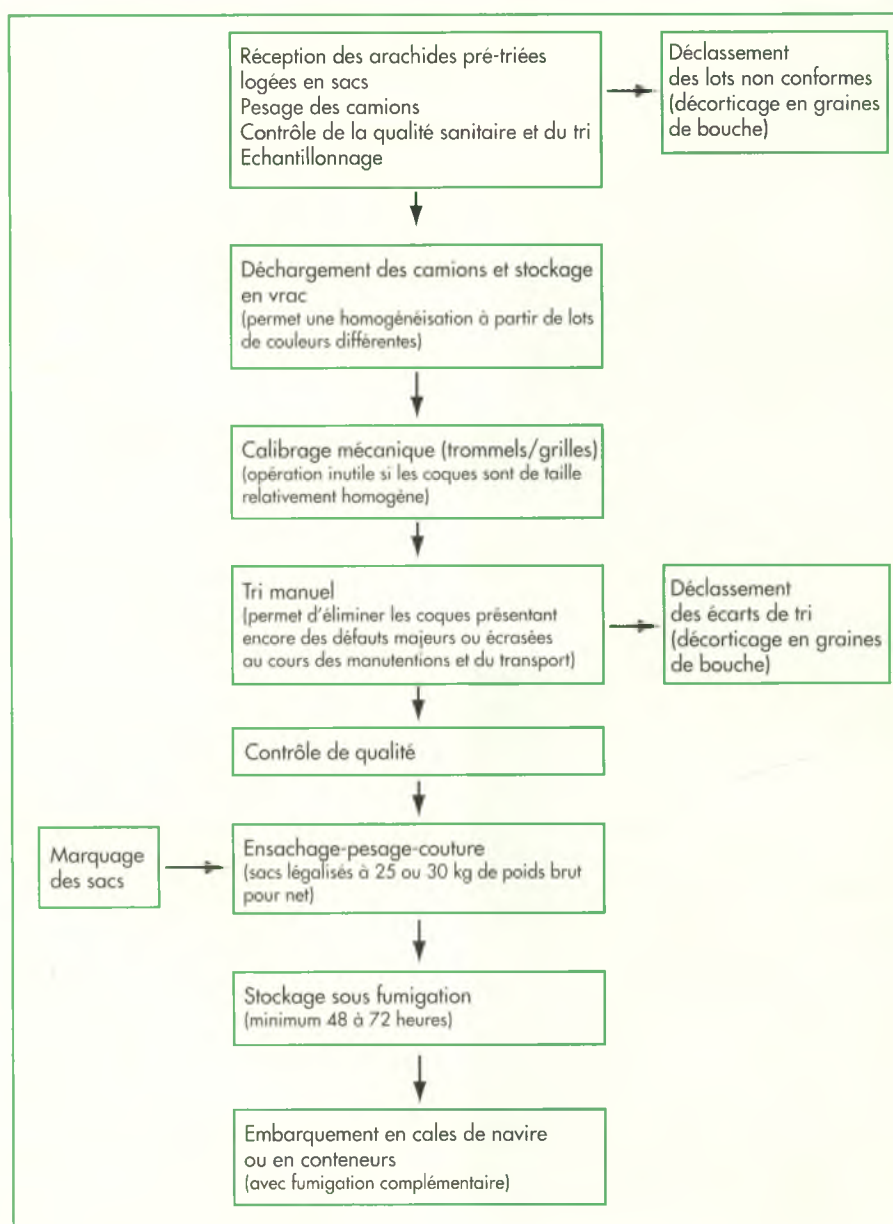 Réception des arachides pré-triées
logées en sacs
Pesage des camions
Contrôle de la qualité sanitaire et du tri
Echantillonnage
Déclassement
des lots non conformes
(décorticage en graines
de bouche)
Déchargement des camions et stockage
en vrac
(permet une homogénéisation à partir de lots
de couleurs différentes)
Calibrage mécanique (trommels/grilles)
(opération inutile si les coques sont de taille
relativement homogène)
Tri manuel
(permet d'éliminer les coques présentant
encore des défauts majeurs ou écrasées
au cours des manutentions et du transport)
Déclassement
des écarts de tri
(décorticage en graines
de bouche)
Contrôle de qualité
Marquage
des sacs
Ensachage-pesage-couture
(sacs légalisés à 25 ou 30 kg de poids brut
pour net)
Stockage sous fumigation
(minimum 48 à 72 heures)
Embarquement en cales de navire
ou en conteneurs
(avec fumigation complémentaire)